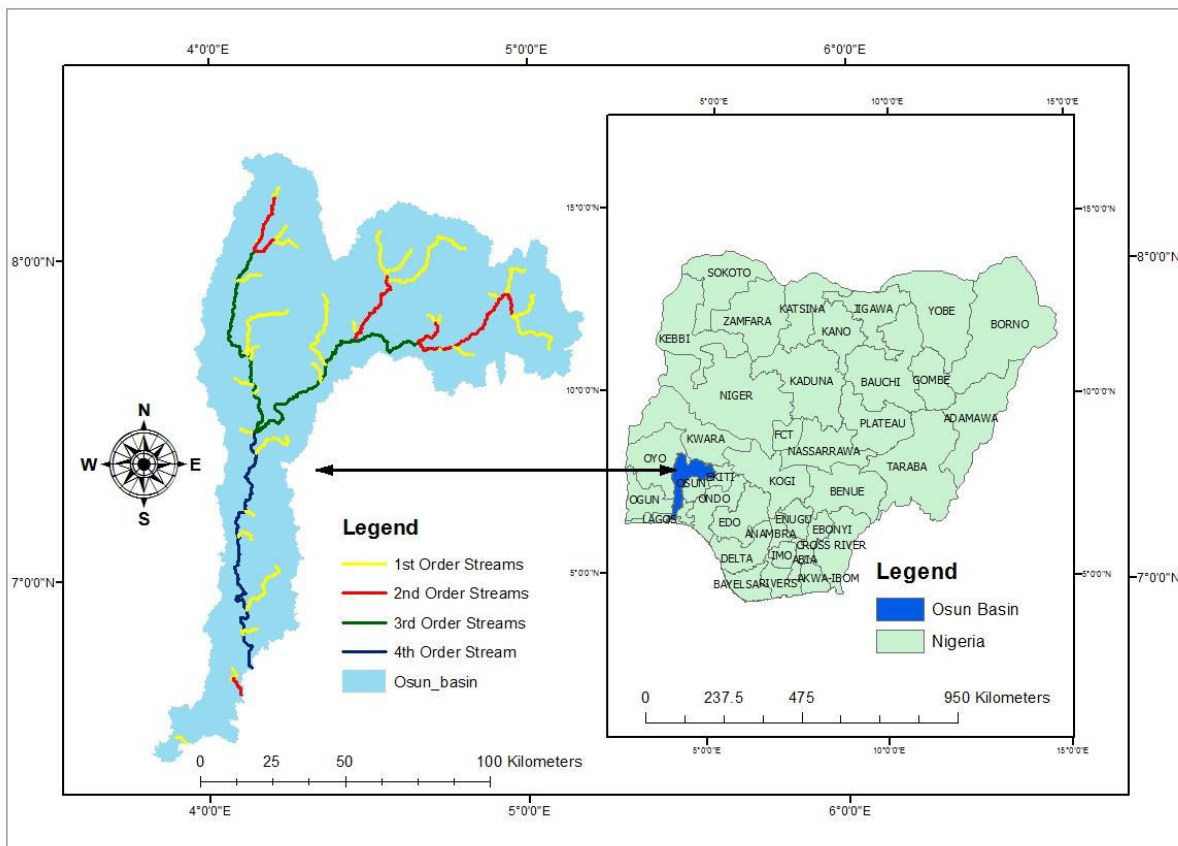 4°0'0"E 5°0'0"E 6°0'0"E
5°0'0"E 10°0'0"E 15°0'0"E
15°0'0"N 15°0'0"N
8°0'0"N 8°0'0"N
SOKOTO
KATSINA JIGAWA YOBE
ZAMFARA KANO BORNO
KEBBI
10°0'0"N KADUNA BAUCHI GOMBE 10°0'0"N
NIGER
ADAMAWA
PLATEAU
FCT
KWARA NASSARRAWA
OYO TARABA
OSUN EKITI KOGI BENUE
OGUN ONDO
LAGOS EDO ENUGU EBONYI
ANAMBRA
CROSS RIVER
DELTA IMO ABIA
BAYELSA RIVERS AKWA-IBOM
5°0'0"N 5°0'0"N
N
W E
S
Legend
1st Order Streams
2nd Order Streams
3rd Order Streams
4th Order Stream
Osun_basin
7°0'0"N 7°0'0"N
Legend
Osun Basin
Nigeria
0 237.5 475 950 Kilometers
5°0'0"E 10°0'0"E 15°0'0"E
0 25 50 100 Kilometers
4°0'0"E 5°0'0"E 6°0'0"E